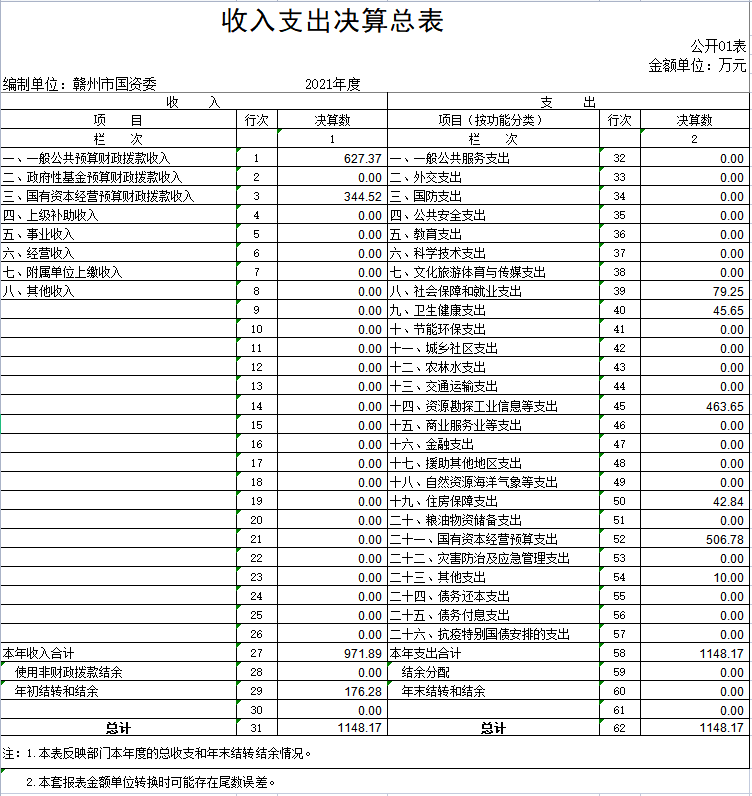 收入支出决算总表
公开01表
金额单位：万元
编制单位：赣州市国资委 2021年度
收 入 支 出
项 目 行次 决算数 项目（按功能分类） 行次 决算数
栏 次 1 栏 次 2
一、一般公共预算财政拨款收入 1 627.37 一、一般公共服务支出 32 0.00
二、政府性基金预算财政拨款收入 2 0.00 二、外交支出 33 0.00
三、国有资本经营预算财政拨款收入 3 344.52 三、国防支出 34 0.00
四、上级补助收入 4 0.00 四、公共安全支出 35 0.00
五、事业收入 5 0.00 五、教育支出 36 0.00
六、经营收入 6 0.00 六、科学技术支出 37 0.00
七、附属单位上缴收入 7 0.00 七、文化旅游体育与传媒支出 38 0.00
八、其他收入 8 0.00 八、社会保障和就业支出 39 79.25
9 0.00 九、卫生健康支出 40 45.65
10 0.00 十、节能环保支出 41 0.00
11 0.00 十一、城乡社区支出 42 0.00
12 0.00 十二、农林水支出 43 0.00
13 0.00 十三、交通运输支出 44 0.00
14 0.00 十四、资源勘探工业信息等支出 45 463.65
15 0.00 十五、商业服务业等支出 46 0.00
16 0.00 十六、金融支出 47 0.00
17 0.00 十七、援助其他地区支出 48 0.00
18 0.00 十八、自然资源海洋气象等支出 49 0.00
19 0.00 十九、住房保障支出 50 42.84
20 0.00 二十、粮油物资储备支出 51 0.00
21 0.00 二十一、国有资本经营预算支出 52 506.78
22 0.00 二十二、灾害防治及应急管理支出 53 0.00
23 0.00 二十三、其他支出 54 10.00
24 0.00 二十四、债务还本支出 55 0.00
25 0.00 二十五、债务付息支出 56 0.00
26 0.00 二十六、抗疫特别国债安排的支出 57 0.00
本年收入合计 27 971.89 本年支出合计 58 1148.17
使用非财政拨款结余 28 0.00 结余分配 59 0.00
年初结转和结余 29 176.28 年末结转和结余 60 0.00
30 0.00 61 0.00
总计 31 1148.17 总计 62 1148.17
注：1.本表反映部门本年度的总收支和年末结转结余情况。
2.本套报表金额单位转换时可能存在尾数误差。